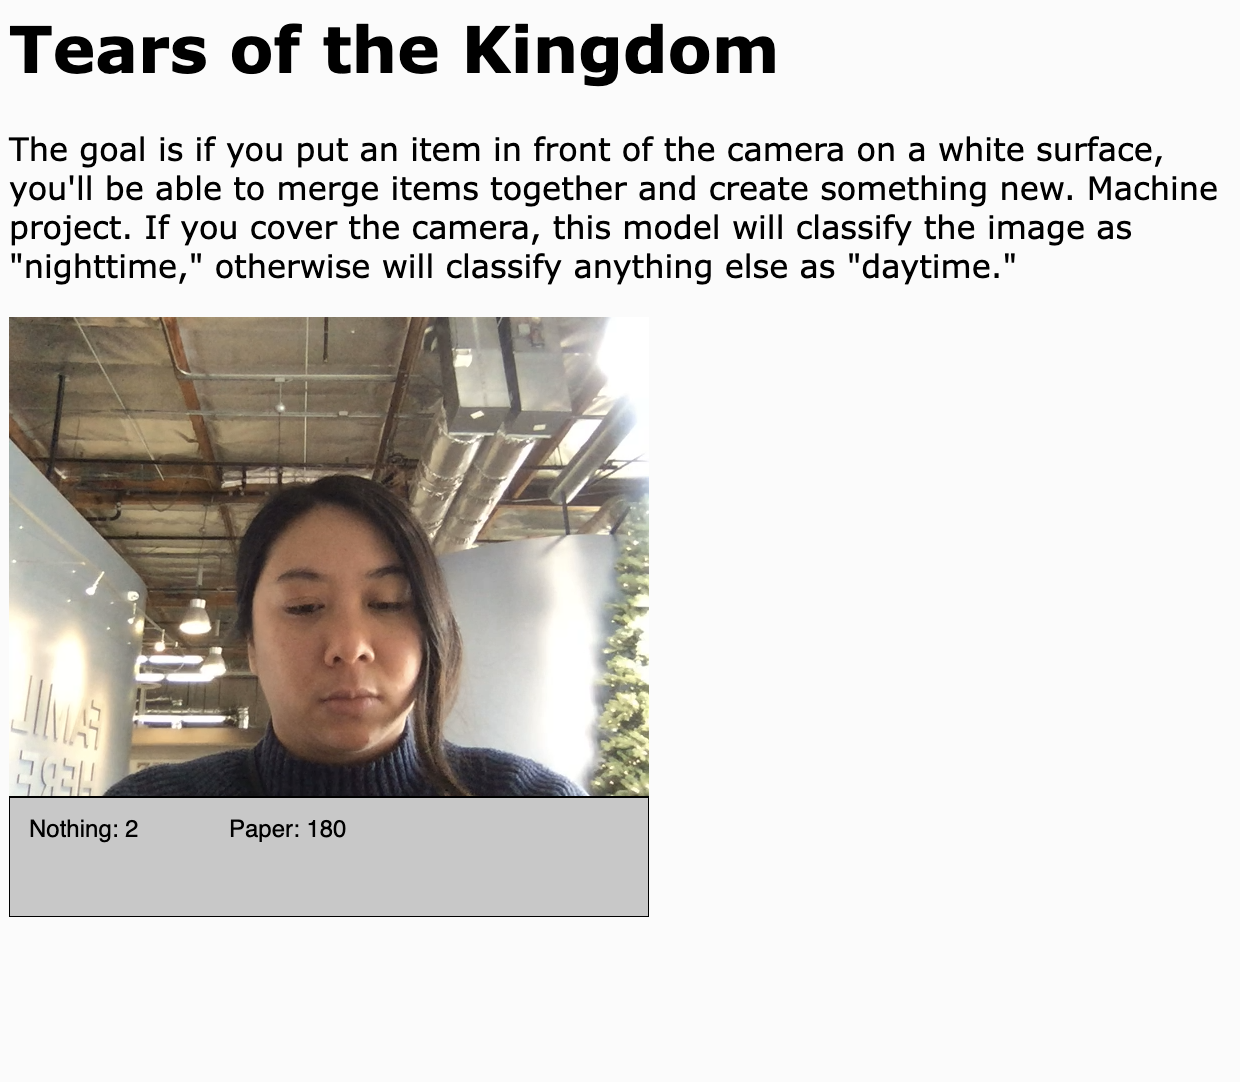 Tears of the Kingdom
The goal is if you put an item in front of the camera on a white surface,
you'll be able to merge items together and create something new. Machine
project. If you cover the camera, this model will classify the image as
"nighttime," otherwise will classify anything else as "daytime."
FAMIL
HERE
Nothing: 2
Paper: 180